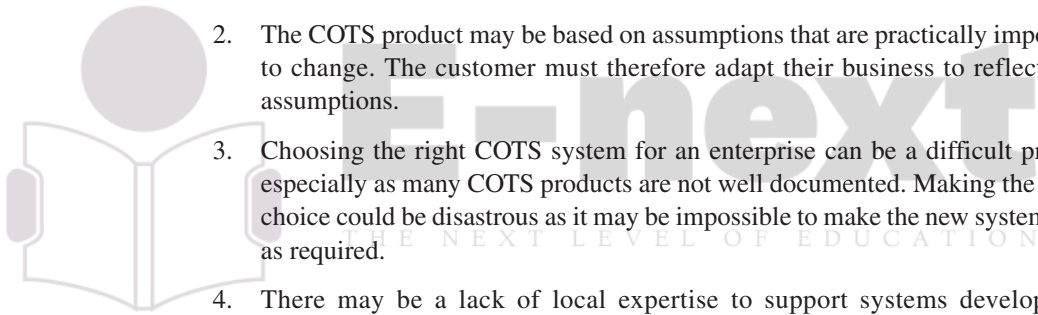 2. The COTS product may be based on assumptions that are practically impo
to change. The customer must therefore adapt their business to reflect
assumptions.
3. Choosing the right COTS system for an enterprise can be a difficult pr
especially as many COTS products are not well documented. Making the
choice could be disastrous as it may be impossible to make the new system
as required.
4. There may be a lack of local expertise to support systems develop
E-next
THE NEXT LEVEL OF EDUCATION